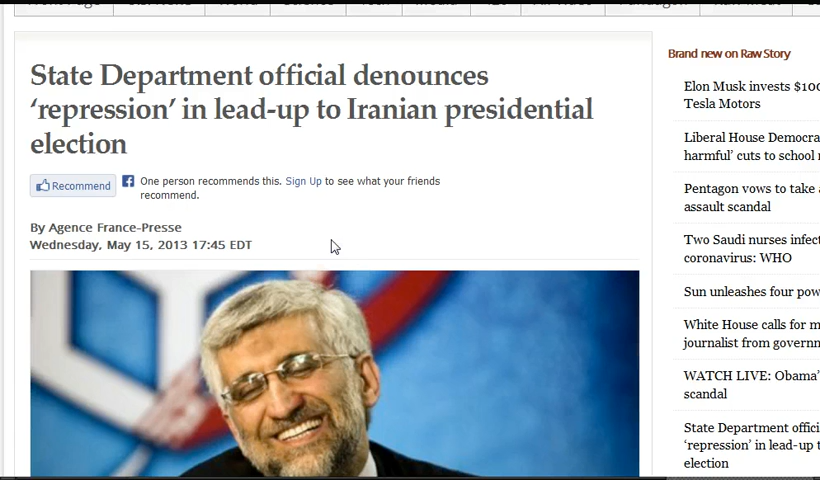 State Department official denounces
‘repression’ in lead-up to Iranian presidential
election
Recommend
One person recommends this. Sign Up to see what your friends
recommend.
By Agence France-Presse
Wednesday, May 15, 2013 17:45 EDT
Brand new on Raw Story
Elon Musk invests $100
Tesla Motors
Liberal House Democra
harmful’ cuts to school
Pentagon vows to take
assault scandal
Two Saudi nurses infect
coronavirus: WHO
Sun unleashes four pow
White House calls for m
journalist from governm
WATCH LIVE: Obama’
scandal
State Department offici
‘repression’ in lead-up t
election